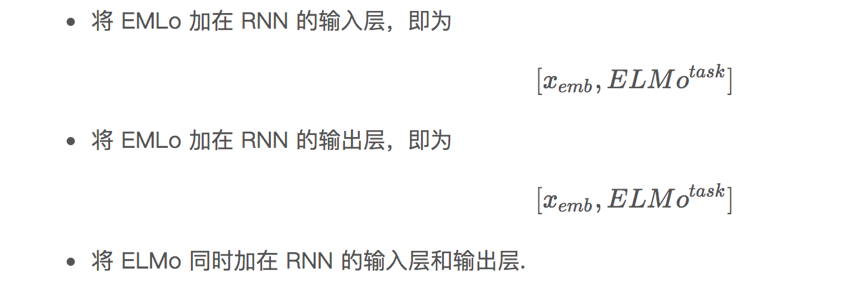 • 将 EMLo 加在 RNN 的输入层，即为
[x_{emb}, ELMo^{task}]
• 将 EMLo 加在 RNN 的输出层，即为
[x_{emb}, ELMo^{task}]
• 将 ELMo 同时加在 RNN 的输入层和输出层.